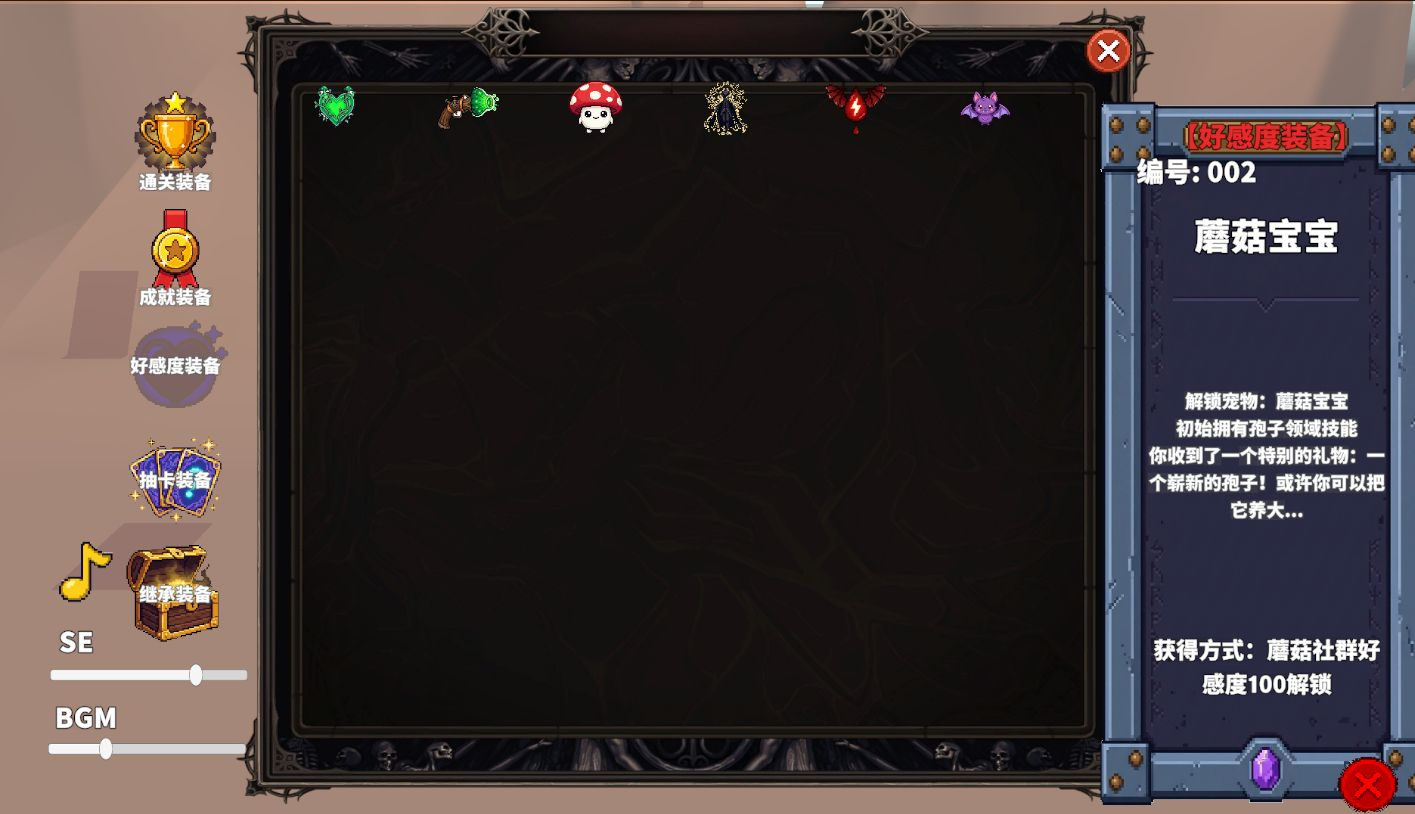 通关装备
成就装备
好感度装备
抽卡装备
继承装备
SE
BGM
【好感度装备】
编号: 002
蘑菇宝宝
解锁宠物：蘑菇宝宝
初始拥有孢子领域技能
你收到了一个特别的礼物：一
个崭新的孢子！或许你可以把
它养大...
获得方式：蘑菇社群好
感度100解锁